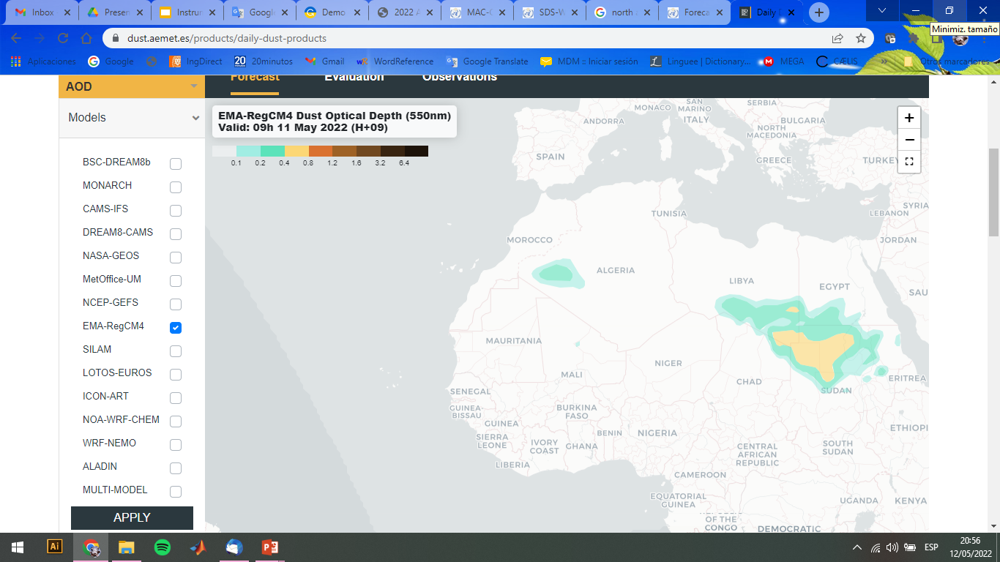 Inbox
Presen
Instrum
Google
Demo
2022 A
MAC-C
SDS-W
north a
Foreca
Daily D
Minimiz. tamaño
dust.aemet.es/products/daily-dust-products
Aplicaciones
Google
IngDirect
20minutos
Gmail
WordReference
Google Translate
MDM :: Iniciar sesión
Linguee | Dictionary...
MEGA
CÆLIS
»
Otros marcadores
AOD
Forecast
Evaluation
Observations
Models
BSC-DREAM8b
MONARCH
CAMS-IFS
DREAM8-CAMS
NASA-GEOS
MetOffice-UM
NCEP-GEFS
EMA-RegCM4
SILAM
LOTOS-EUROS
ICON-ART
NOA-WRF-CHEM
WRF-NEMO
ALADIN
MULTI-MODEL
APPLY
EMA-RegCM4 Dust Optical Depth (550nm)
Valid: 09h 11 May 2022 (H+09)
0.1 0.2 0.4 0.8 1.2 1.6 3.2 6.4
+
−
MONACO
SAN
MARINO
SERBIA
ANDORRA
ITALY
BULGARIA
NORTH
MACEDONIA
SPAIN
GREECE
TURKEY
TUNISIA
SYRIA
LEBANON
MOROCCO
JORDAN
ALGERIA
LIBYA
EGYPT
SAU
MAURITANIA
NIGER
MALI
CHAD
ERITREA
SENEGAL
SUDAN
GUINEA-
BISSAU
BURKINA
FASO
GUINEA
BENIN
NIGERIA
ETHIOPI
SIERRA
LEONE
IVORY
COAST
GHANA
CENTRAL
AFRICAN
REPUBLIC
SOUTH
SUDAN
LIBERIA
CAMEROON
EQUATORIAL
GUINEA
UGANDA
KENYA
REPUBLIC
OF THE
CONGO
DEMOCRATIC
Ai
ESP
20:56
12/05/2022